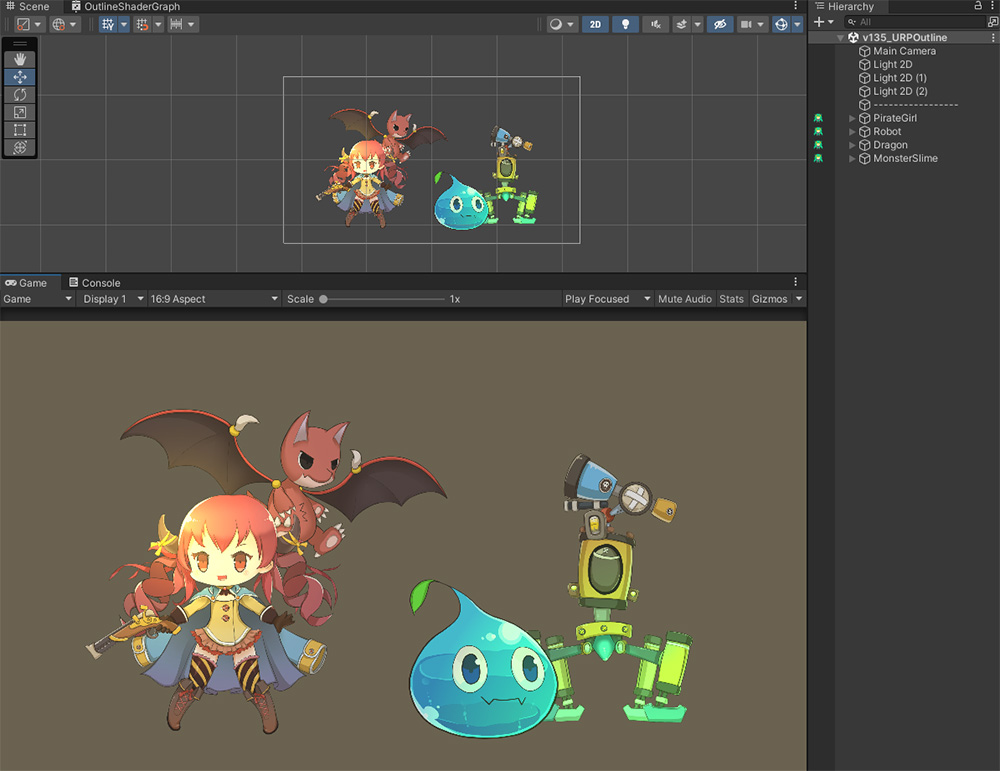 Scene
OutlineShaderGraph
2D
Game
Console
Game
Display 1
16:9 Aspect
Scale
1x
Play Focused
Mute Audio
Stats
Gizmos
Hierarchy
All
v135_URPOutline
Main Camera
Light 2D
Light 2D (1)
Light 2D (2)
-----------------
PirateGirl
Robot
Dragon
MonsterSlime